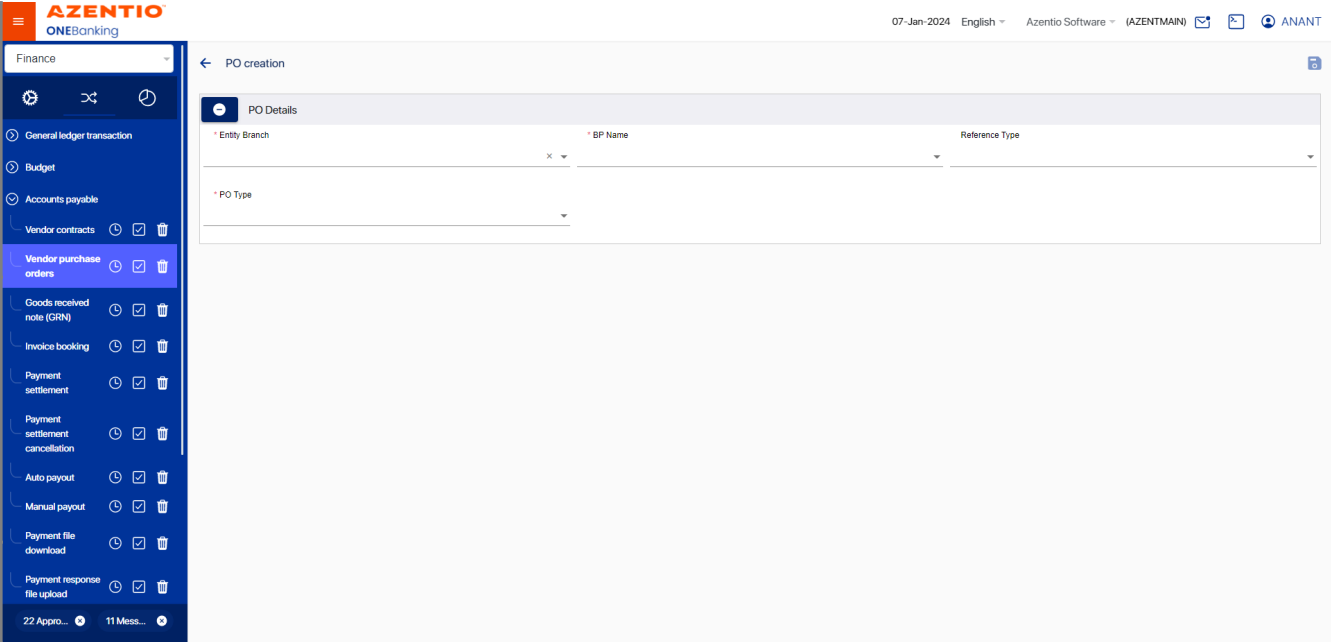 AZENTIO
ONEBanking
07-Jan-2024 English Azentio Software (AZENTMAIN) ANANT
Finance
PO creation
PO Details
* Entity Branch
* BP Name
Reference Type
* PO Type
General ledger transaction
Budget
Accounts payable
Vendor contracts
Vendor purchase
orders
Goods received
note (GRN)
Invoice booking
Payment
settlement
Payment
settlement
cancellation
Auto payout
Manual payout
Payment file
download
Payment response
file upload
22 Appro...
11 Mess...